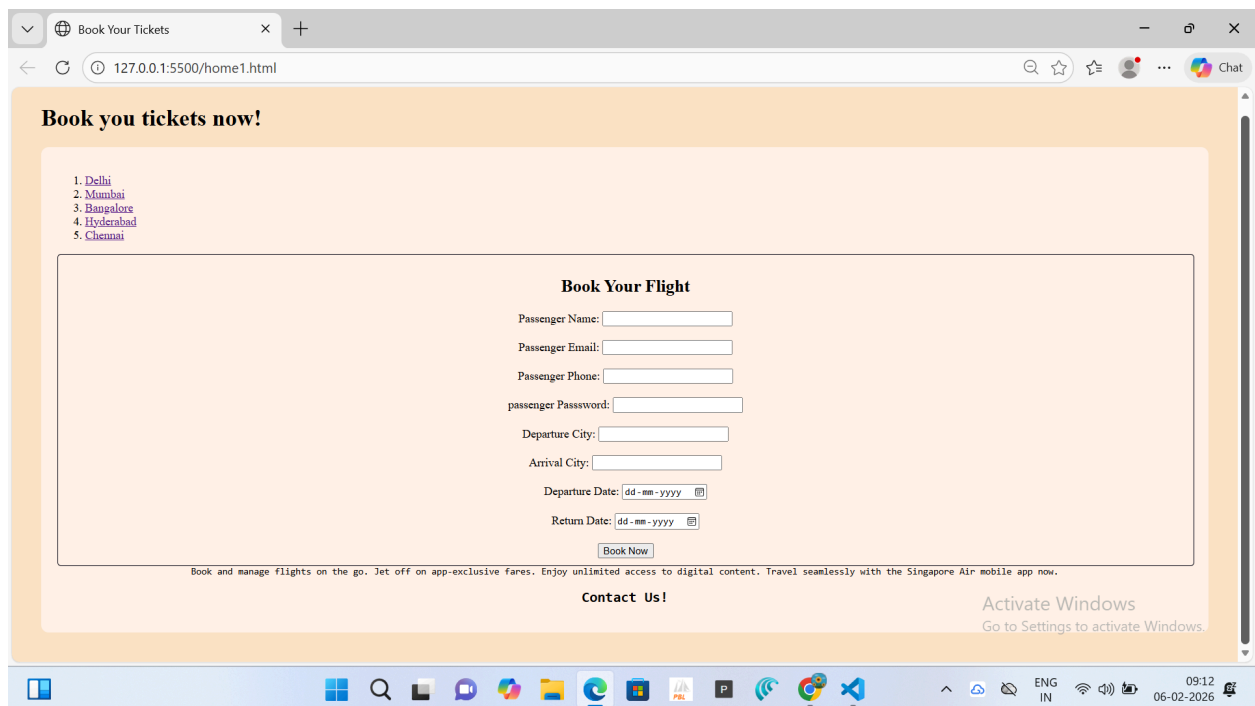 Book Your Tickets
127.0.0.1:5500/home1.html
Chat
Book you tickets now!
1. Delhi
2. Mumbai
3. Bangalore
4. Hyderabad
5. Chennai
Book Your Flight
Passenger Name:
Passenger Email:
Passenger Phone:
passenger Passsword:
Departure City:
Arrival City:
Departure Date: dd-mm-yyyy
Return Date: dd-mm-yyyy
Book Now
Book and manage flights on the go. Jet off on app-exclusive fares. Enjoy unlimited access to digital content. Travel seamlessly with the Singapore Air mobile app now.
Contact Us!
Activate Windows
Go to Settings to activate Windows.
PBL
P
ENG
IN
09:12
06-02-2026